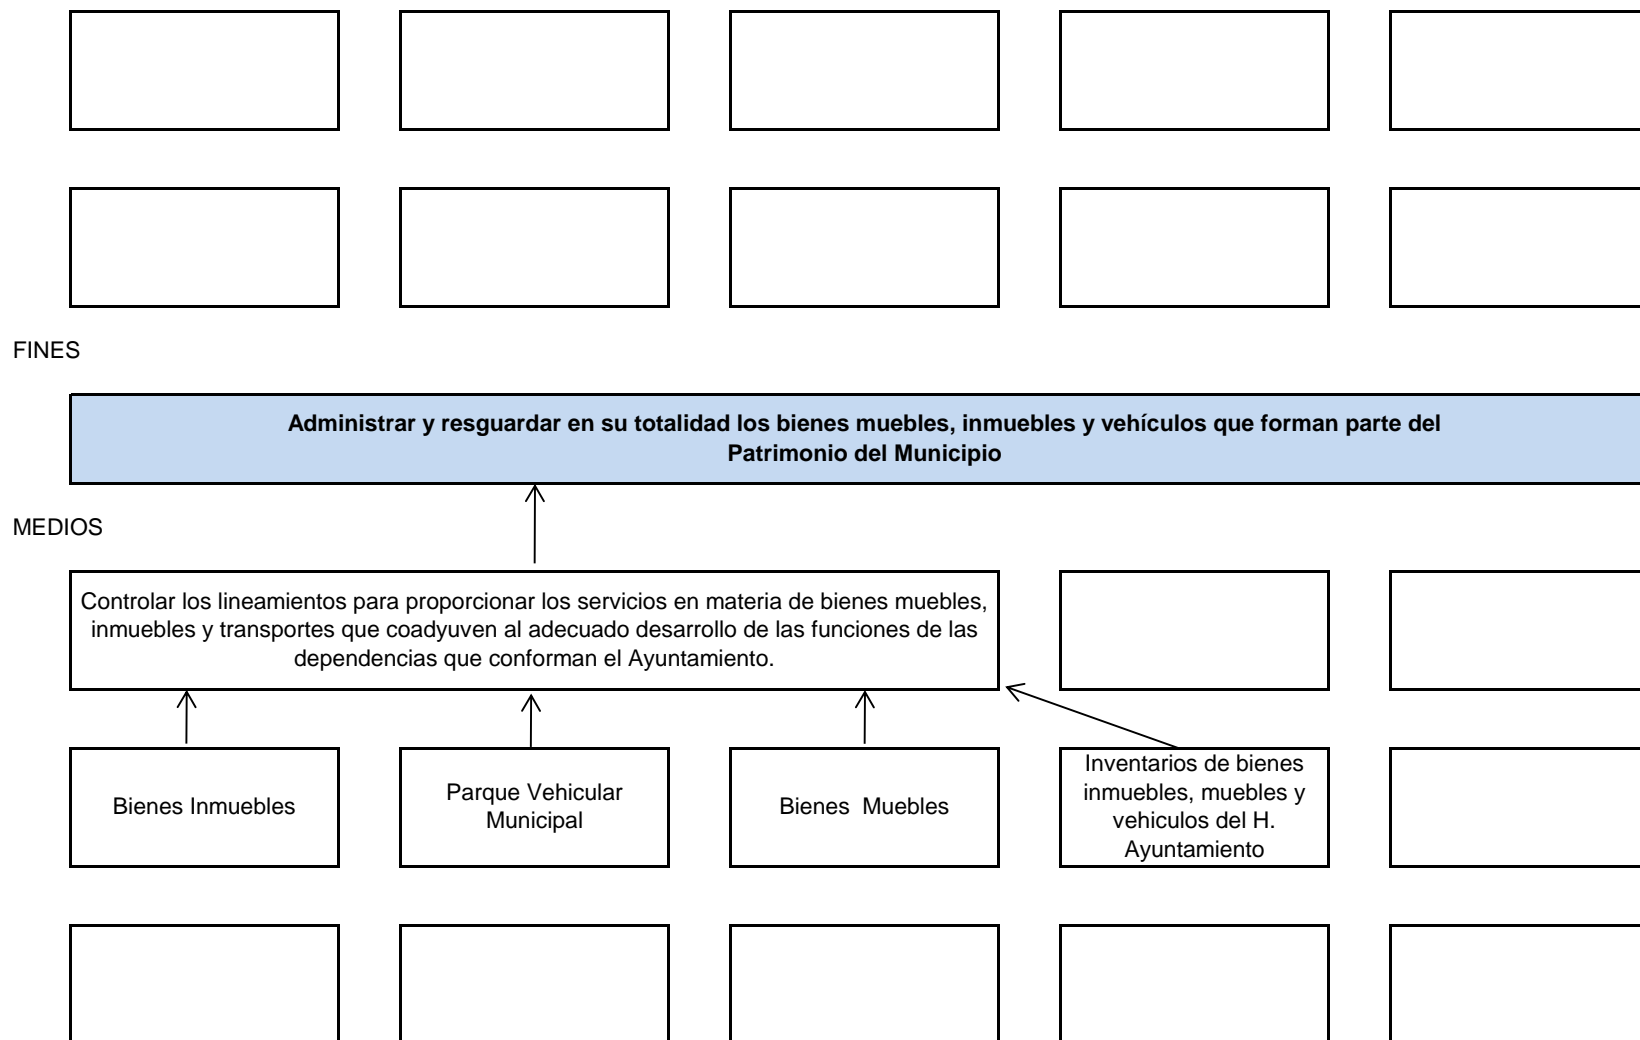 FINES
Administrar y resguardar en su totalidad los bienes muebles, inmuebles y vehículos que forman parte del
Patrimonio del Municipio
MEDIOS
Controlar los lineamientos para proporcionar los servicios en materia de bienes muebles,
inmuebles y transportes que coadyuven al adecuado desarrollo de las funciones de las
dependencias que conforman el Ayuntamiento.
Bienes Inmuebles
Parque Vehicular
Municipal
Bienes  Muebles
Inventarios de bienes
inmuebles, muebles y
vehiculos del H.
Ayuntamiento